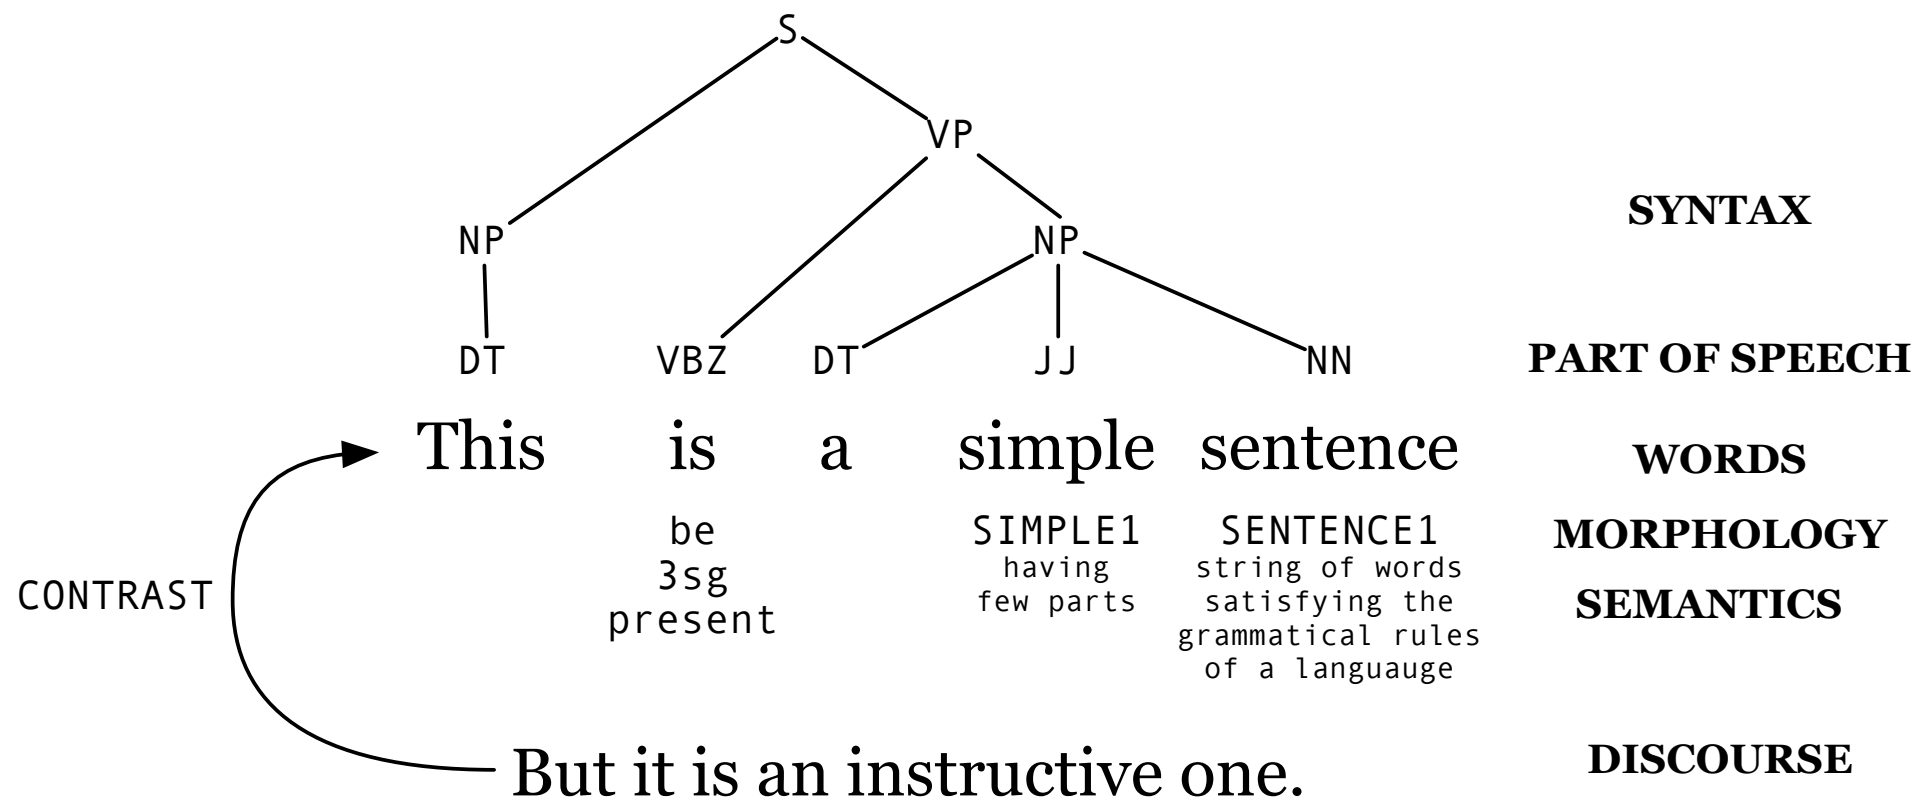 S
VP
NP NP SYNTAX
DT VBZ DT JJ NN PART OF SPEECH
This is a simple sentence WORDS
be SIMPLE1 SENTENCE1 MORPHOLOGY
having string of words
3sg
few parts satisfying the
CONTRAST SEMANTICS
present grammatical rules
of a languauge
But it is an instructive one. DISCOURSE